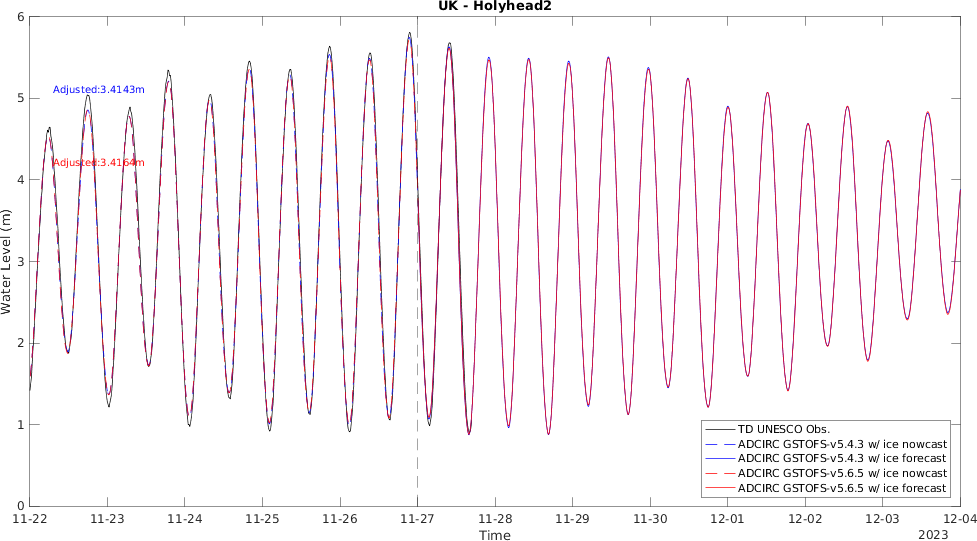 UK - Holyhead2
6
5
4
3
2
1
0
Water Level (m)
Adjusted:3.4143m
Adjusted:3.4164m
TD UNESCO Obs.
ADCIRC GSTOFS-v5.4.3 w/ ice nowcast
ADCIRC GSTOFS-v5.4.3 w/ ice forecast
ADCIRC GSTOFS-v5.6.5 w/ ice nowcast
ADCIRC GSTOFS-v5.6.5 w/ ice forecast
11-22 11-23 11-24 11-25 11-26 11-27 11-28 11-29 11-30 12-01 12-02 12-03 12-04
Time
2023